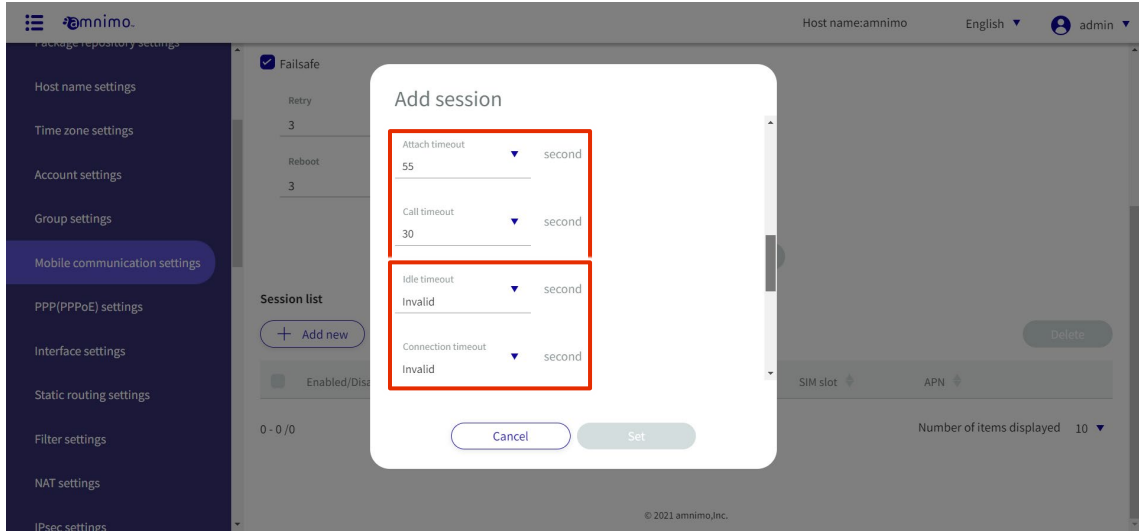 amnimo.
Host name:amnimo
English
admin
Package repository settings
Host name settings
Time zone settings
Account settings
Group settings
Mobile communication settings
PPP(PPPoE) settings
Interface settings
Static routing settings
Filter settings
NAT settings
IPsec settings
Failsafe
Retry
3
Reboot
3
Session list
+ Add new
Delete
Enabled/Disa
SIM slot
APN
0 - 0 /0
Number of items displayed 10
© 2021 amnimo,Inc.
Add session
Attach timeout
55
second
Call timeout
30
second
Idle timeout
Invalid
second
Connection timeout
Invalid
second
Cancel
Set